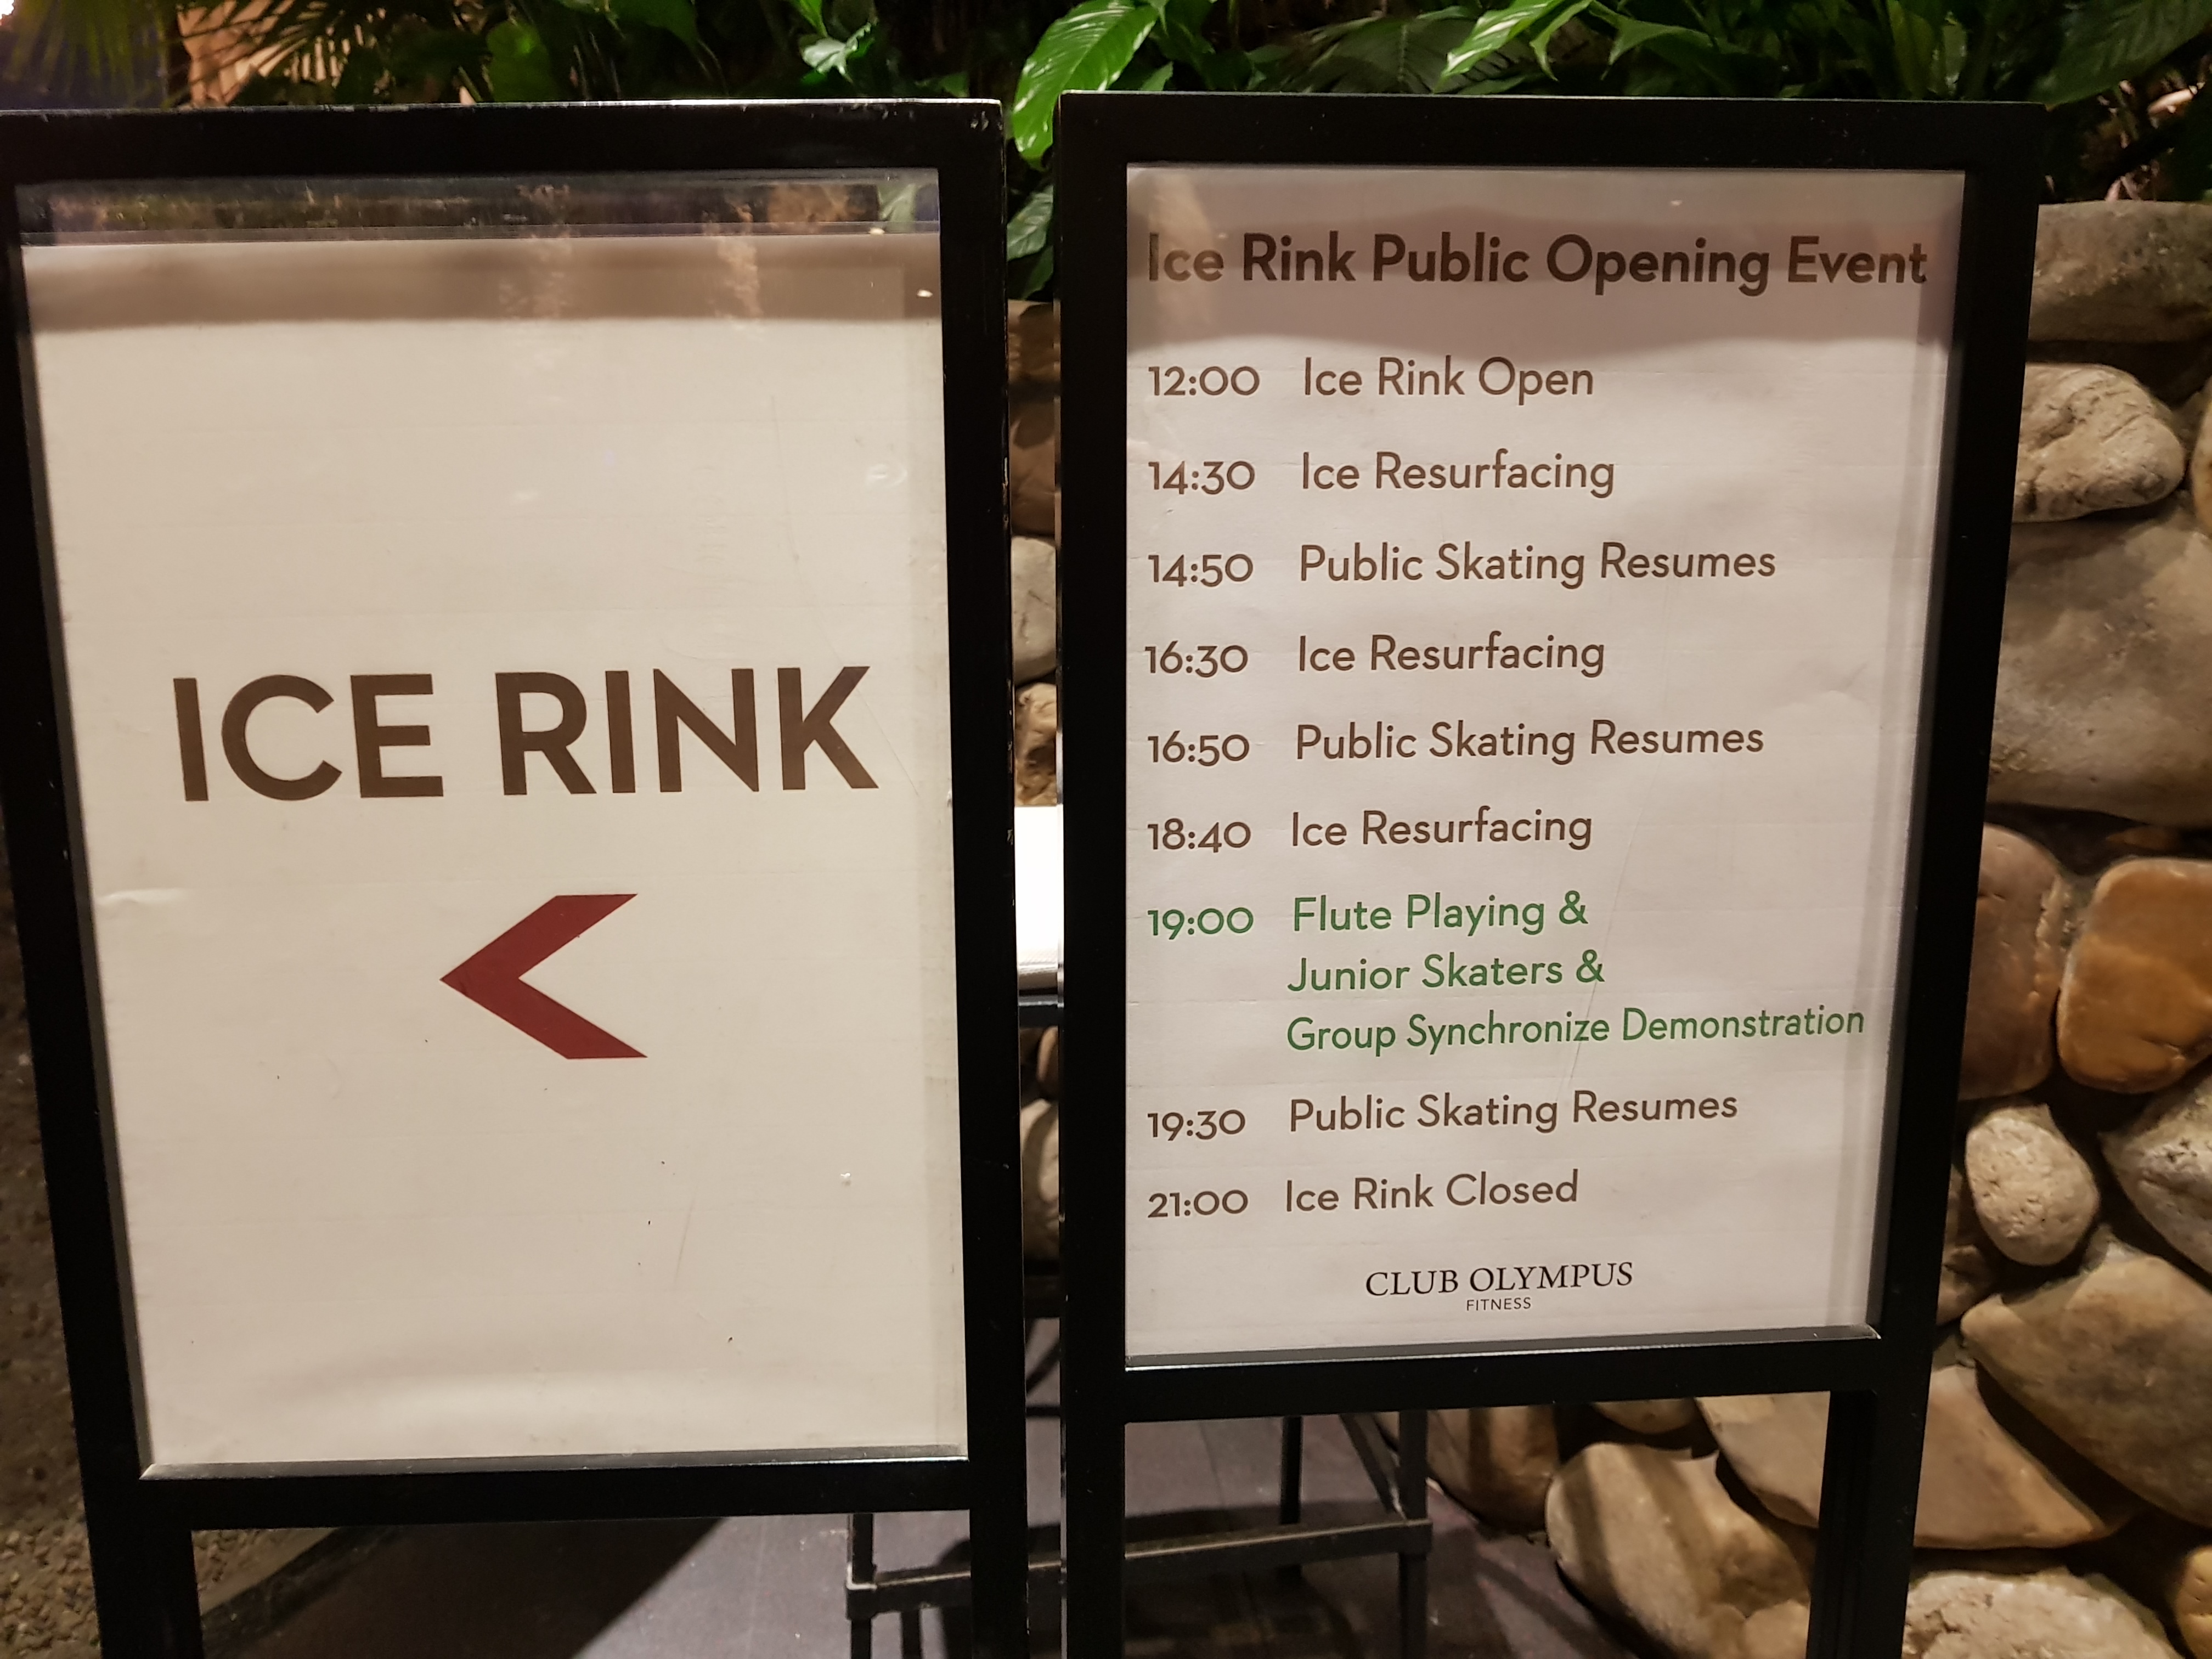 ICE RINK
Ice Rink Public Opening Event
12:00 Ice Rink Open
14:30 Ice Resurfacing
14:50 Public Skating Resumes
16:30 Ice Resurfacing
16:50 Public Skating Resumes
18:40 Ice Resurfacing
19:00 Flute Playing &
Junior Skaters &
Group Synchronize Demonstration
19:30 Public Skating Resumes
21:00 Ice Rink Closed
CLUB OLYMPUS
FITNESS